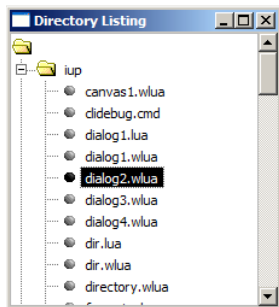 Directory Listing
iup
canvas1.wlua
clidebug.cmd
dialog1.lua
dialog1.wlua
dialog2.wlua
dialog3.wlua
dialog4.wlua
dir.lua
dir.wlua
directory.wlua